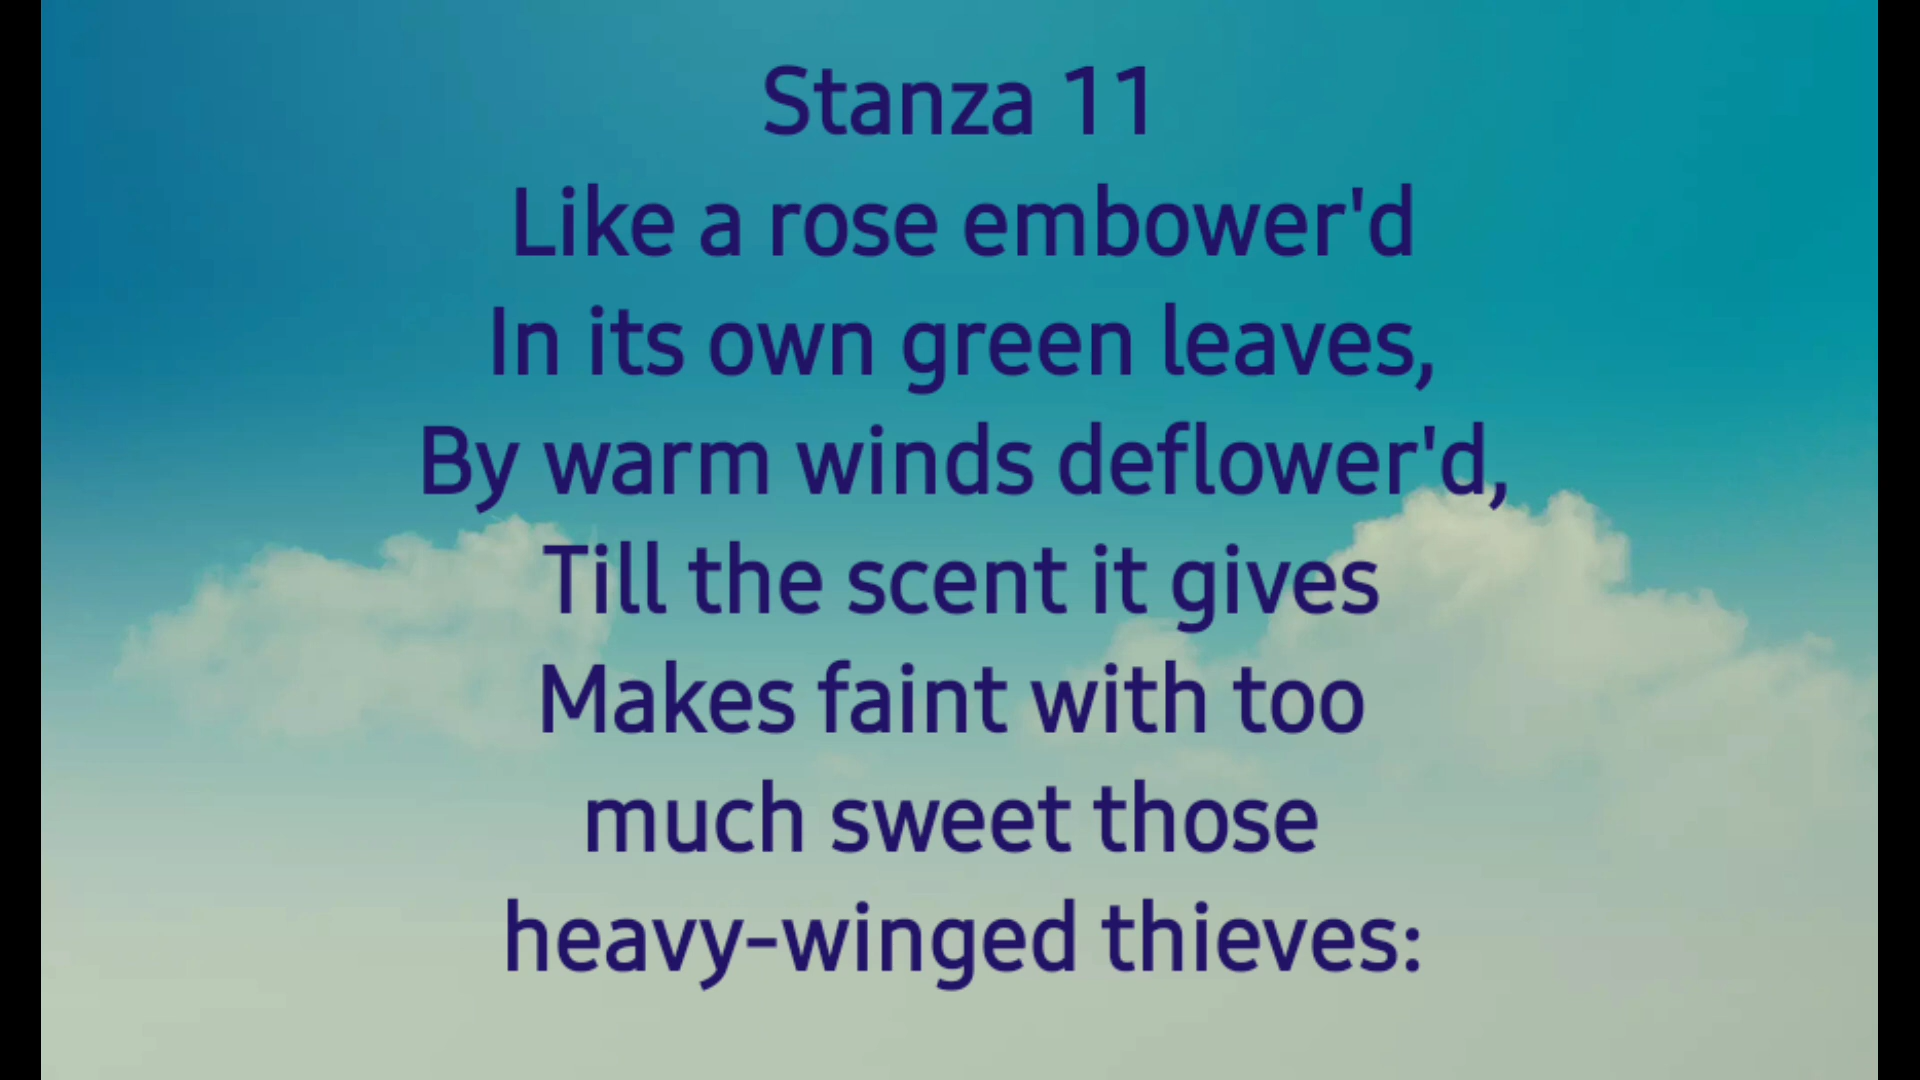 Stanza 11
Like a rose embower'd
In its own green leaves,
By warm winds deflower'd,
Till the scent it gives
Makes faint with too
much sweet those
heavy-winged thieves: